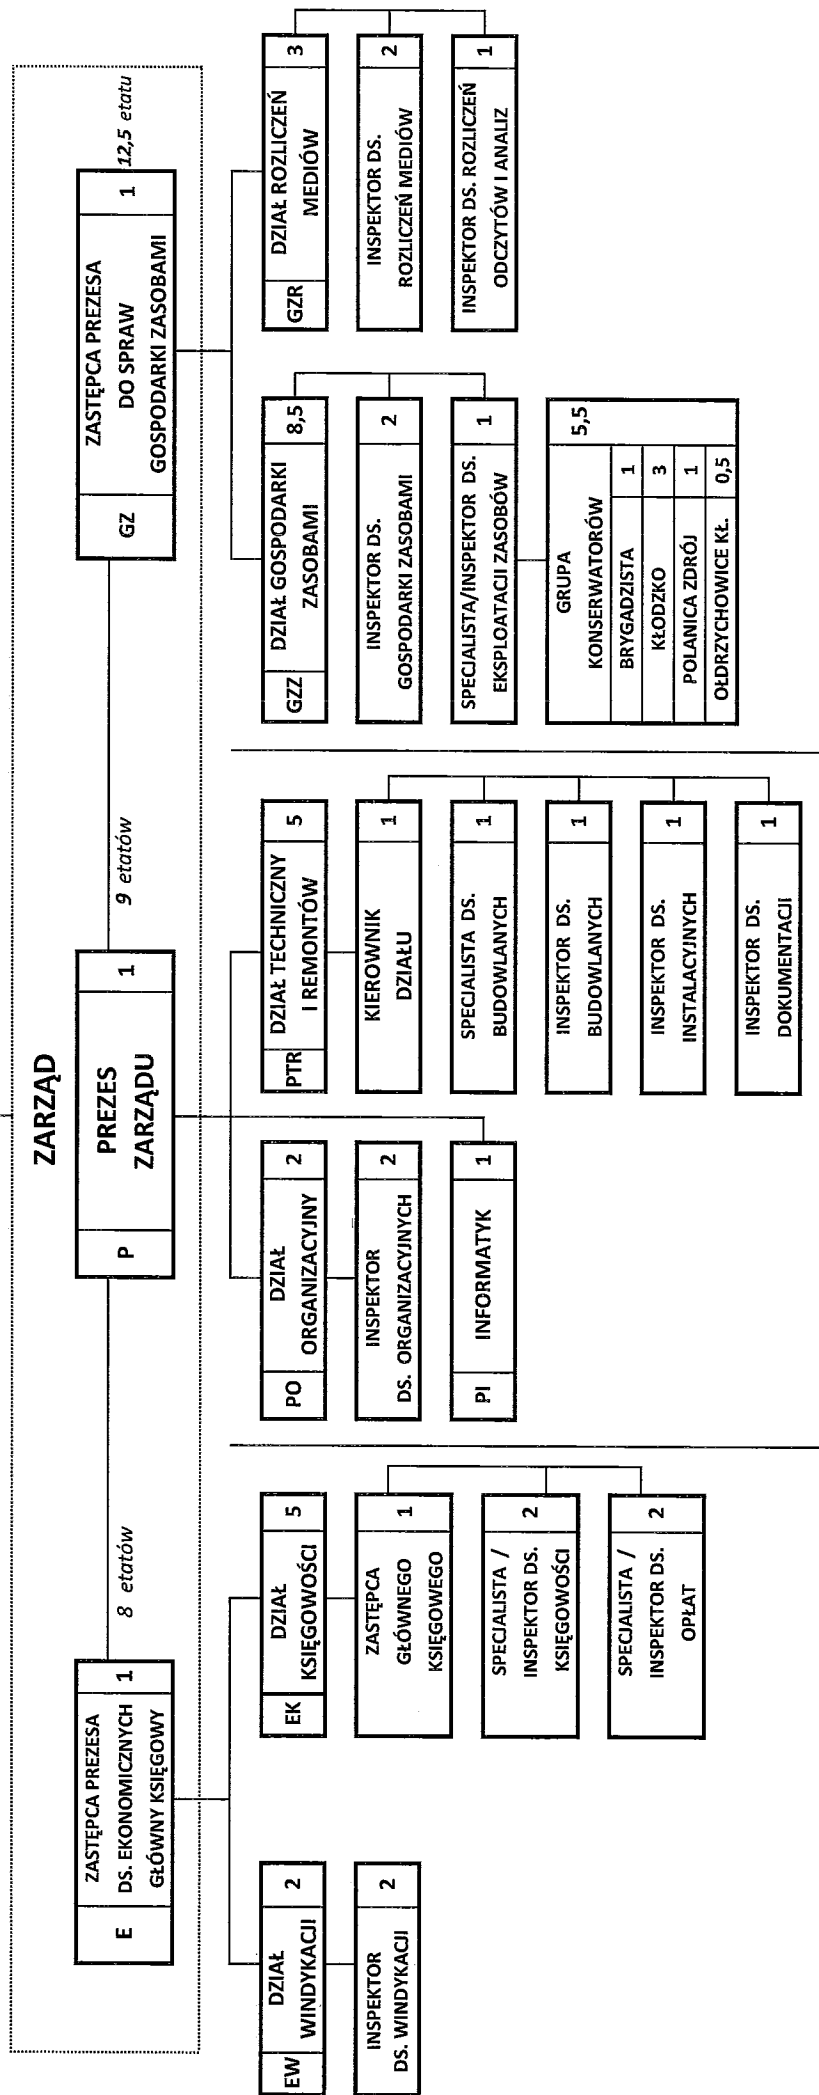 ZARZĄD
E
ZASTĘPCA PREZESA
DS. EKONOMICZNYCH
GŁÓWNY KSIĘGOWY
1
8 etatów
P
PREZES
ZARZĄDU
1
9 etatów
GZ
ZASTĘPCA PREZESA
DO SPRAW
GOSPODARKI ZASOBAMI
1
12,5 etatu
EW
DZIAŁ
WINDYKACJI
2
INSPEKTOR
DS. WINDYKACJI
2
EK
DZIAŁ
KSIĘGOWOŚCI
5
ZASTĘPCA
GŁÓWNEGO
KSIĘGOWEGO
1
SPECJALISTA /
INSPEKTOR DS.
KSIĘGOWOŚCI
2
SPECJALISTA /
INSPEKTOR DS.
OPŁAT
2
PO
DZIAŁ
ORGANIZACYJNY
2
INSPEKTOR
DS. ORGANIZACYJNYCH
2
PI
INFORMATYK
1
PTR
DZIAŁ TECHNICZNY
I REMONTÓW
5
KIEROWNIK
DZIAŁU
1
SPECJALISTA DS.
BUDOWLANYCH
1
INSPEKTOR DS.
BUDOWLANYCH
1
INSPEKTOR DS.
INSTALACYJNYCH
1
INSPEKTOR DS.
DOKUMENTACJI
1
GZZ
DZIAŁ GOSPODARKI
ZASOBAMI
8,5
INSPEKTOR DS.
GOSPODARKI ZASOBAMI
2
SPECJALISTA/INSPEKTOR DS.
EKSPLOATACJI ZASOBÓW
1
GRUPA
KONSERWATORÓW
5,5
BRYGADZISTA 1
KŁODZKO 3
POLANICA ZDRÓJ 1
OŁDRZYCHOWICE KŁ. 0,5
GZR
DZIAŁ ROZLICZEŃ
MEDIÓW
3
INSPEKTOR DS.
ROZLICZEŃ MEDIÓW
2
INSPEKTOR DS. ROZLICZEŃ
ODCZYTÓW I ANALIZ
1